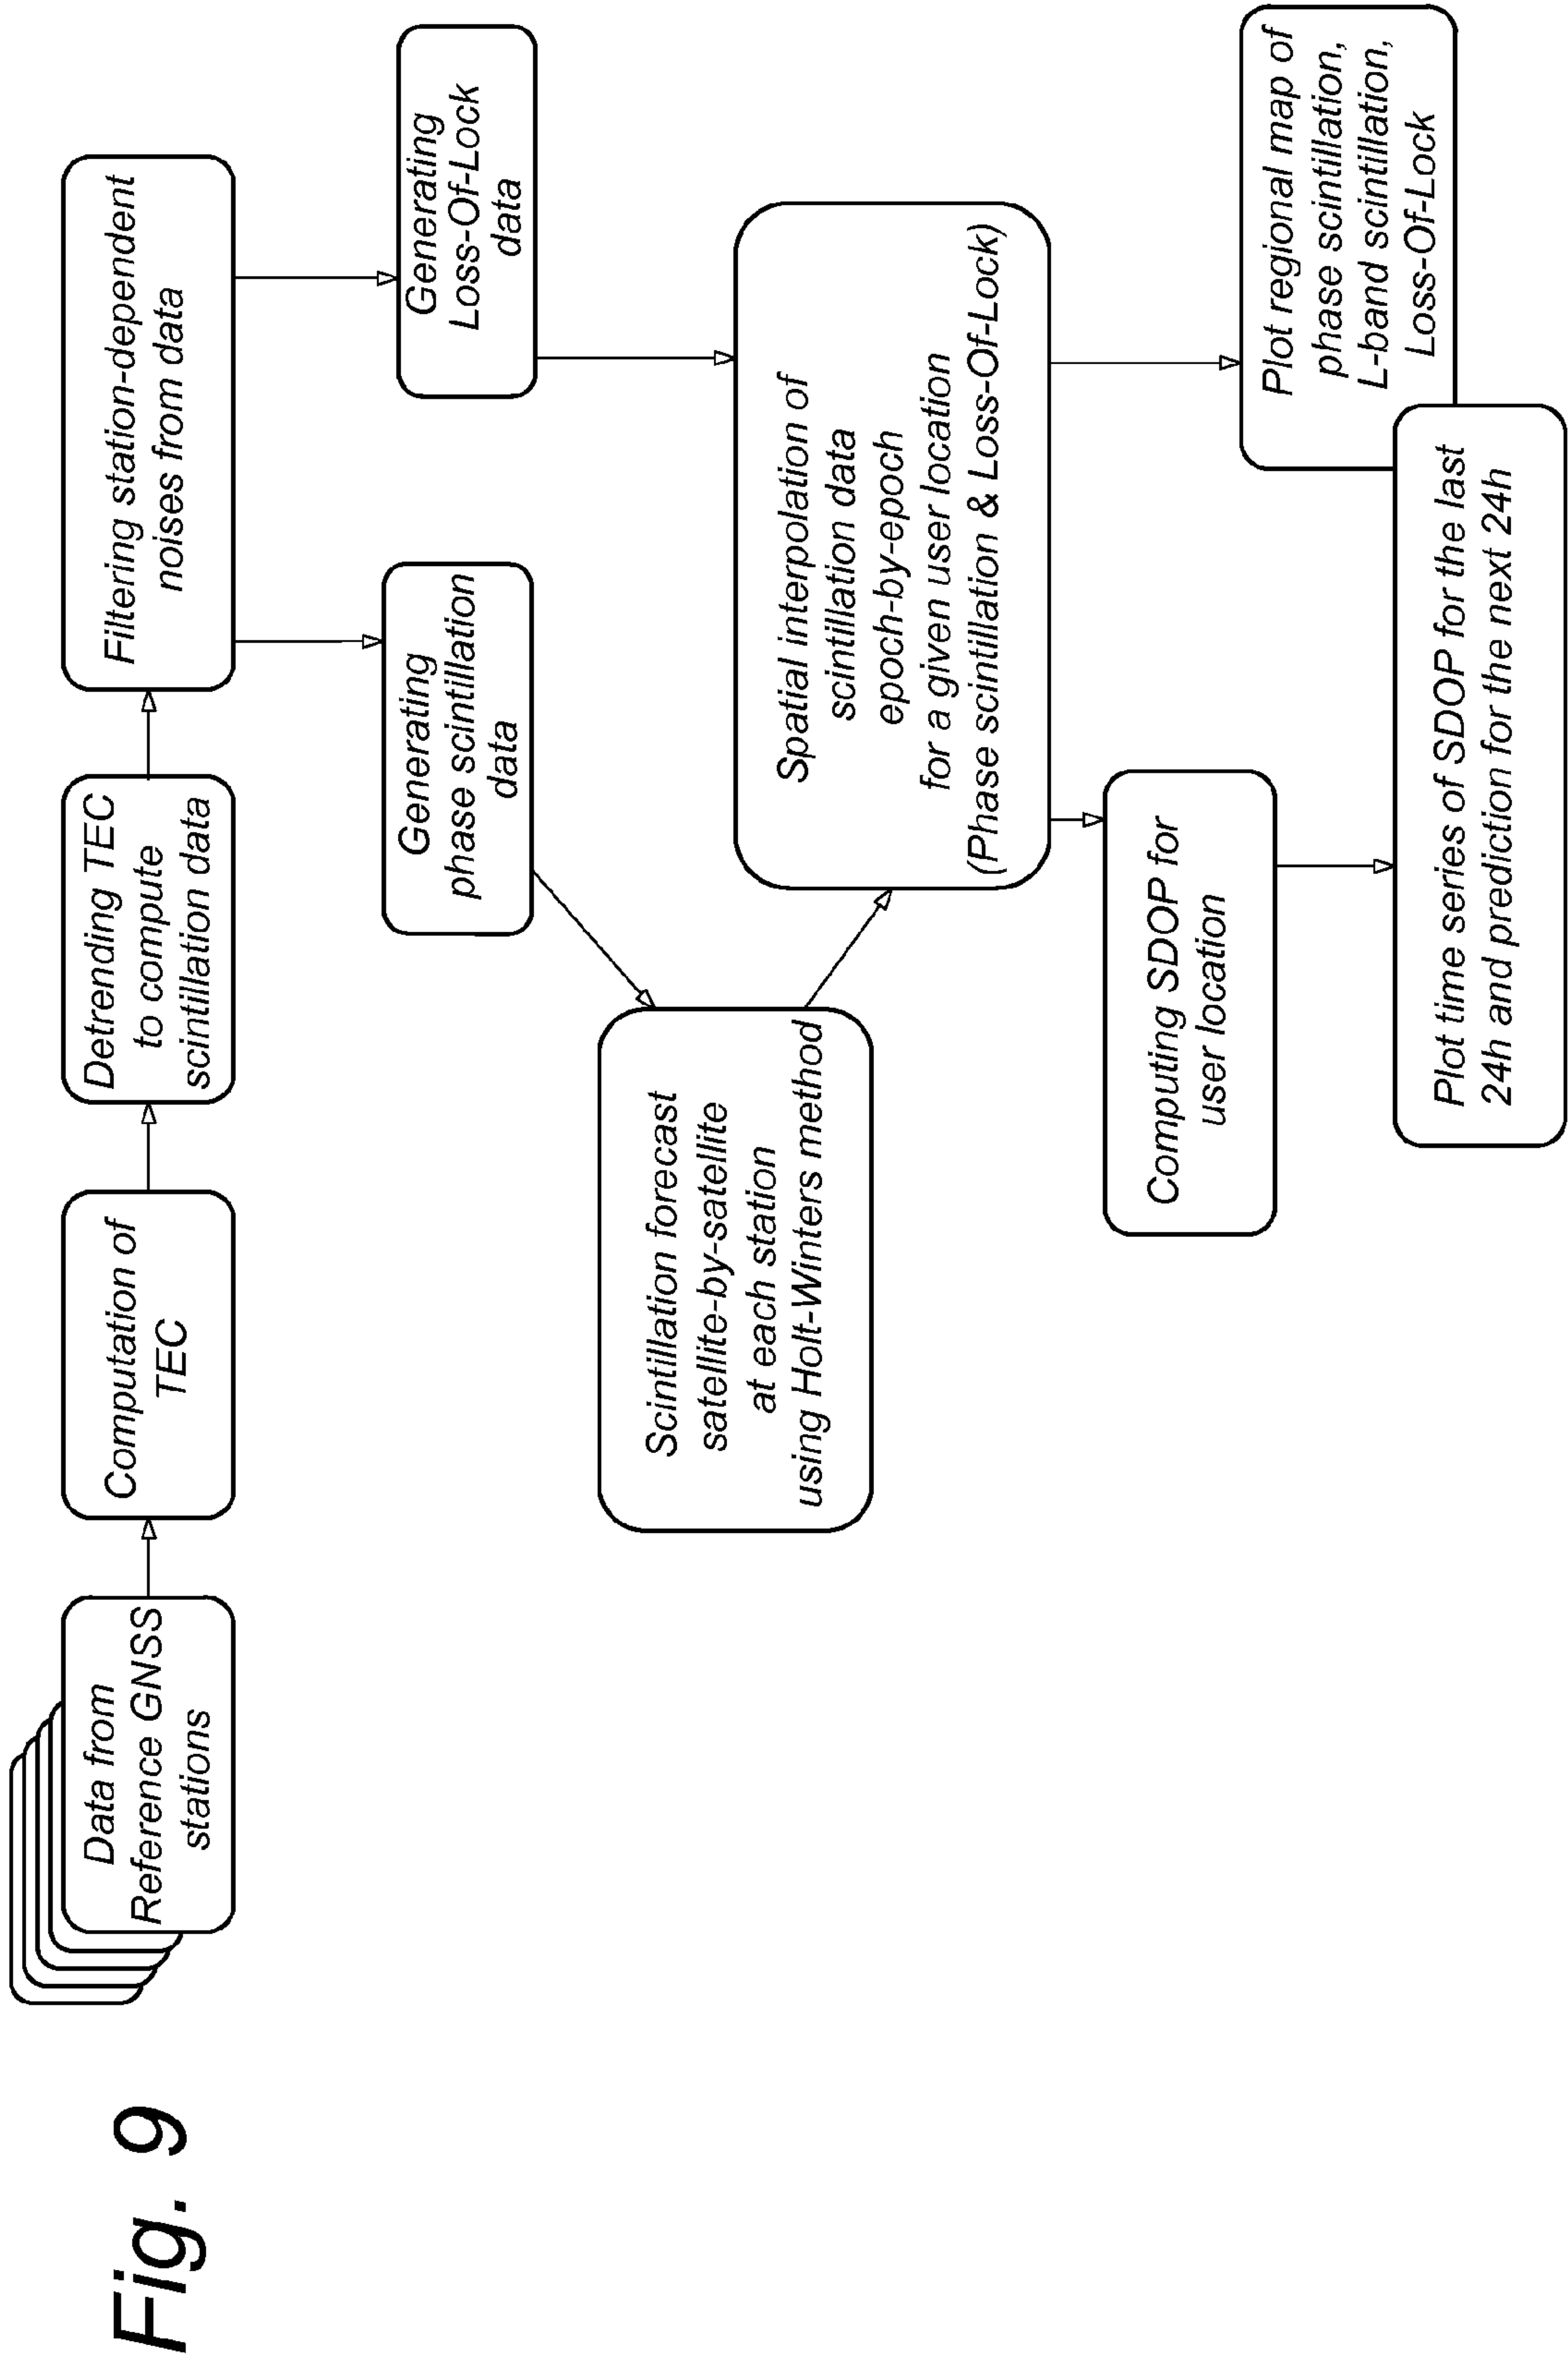 Fig. 9
Data from
Reference GNSS
stations
Computation of
TEC
Detrending TEC
to compute
scintillation data
Filtering station-dependent
noises from data
Generating
phase scintillation
data
Generating
Loss-Of-Lock
data
Scintillation forecast
satellite-by-satellite
at each station
using Holt-Winters method
Spatial interpolation of
scintillation data
epoch-by-epoch
for a given user location
(Phase scintillation & Loss-Of-Lock)
Computing SDOP for
user location
Plot regional map of
phase scintillation,
L-band scintillation,
Loss-Of-Lock
Plot time series of SDOP for the last
24h and prediction for the next 24h